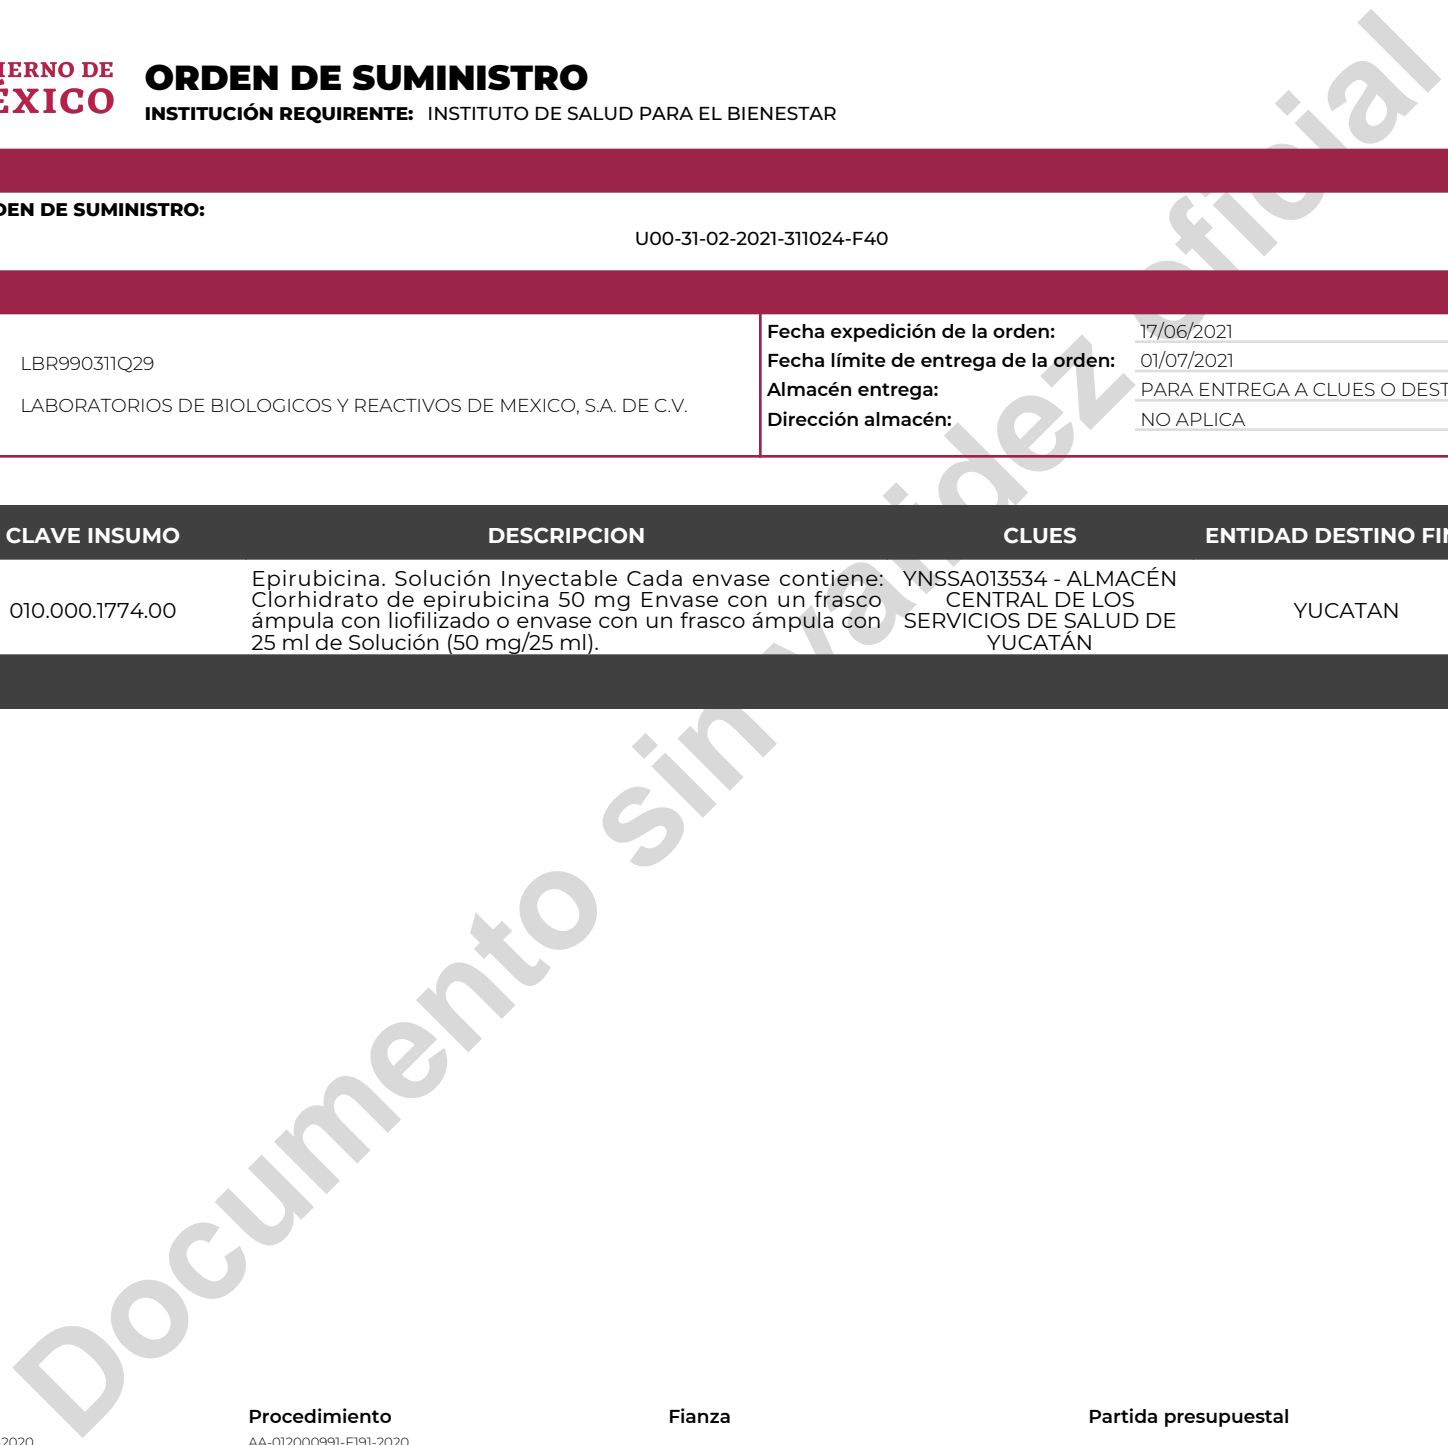 IERNO DE
ÉXICO
ORDEN DE SUMINISTRO
INSTITUCIÓN REQUIRENTE: INSTITUTO DE SALUD PARA EL BIENESTAR
DEN DE SUMINISTRO:
U00-31-02-2021-311024-F40
LBR990311Q29
LABORATORIOS DE BIOLOGICOS Y REACTIVOS DE MEXICO, S.A. DE C.V.
Fecha expedición de la orden: 17/06/2021
Fecha límite de entrega de la orden: 01/07/2021
Almacén entrega: PARA ENTREGA A CLUES O DEST
Dirección almacén: NO APLICA
CLAVE INSUMO DESCRIPCION CLUES ENTIDAD DESTINO FIN
010.000.1774.00
Epirubicina. Solución Inyectable Cada envase contiene:
Clorhidrato de epirubicina 50 mg Envase con un frasco
ámpula con liofilizado o envase con un frasco ámpula con
25 ml de Solución (50 mg/25 ml).
YNSSA013534 - ALMACÉN
CENTRAL DE LOS
SERVICIOS DE SALUD DE
YUCATÁN
YUCATAN
Documento sin validez oficial
Procedimiento Fianza Partida presupuestal
-2020 AA-012000991-E191-2020